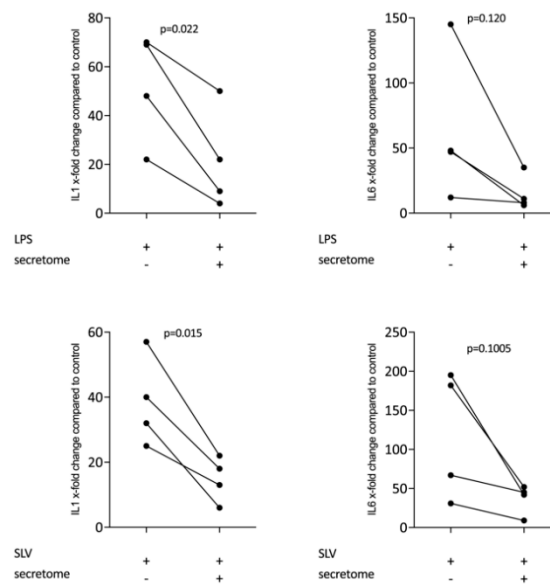 IL1 x-fold change compared to control
80
60
40
20
0
p=0.022
LPS + +
secretome - +
IL6 x-fold change compared to control
150
100
50
0
p=0.120
LPS + +
secretome - +
IL1 x-fold change compared to control
60
40
20
0
p=0.015
SLV + +
secretome - +
IL6 x-fold change compared to control
250
200
150
100
50
0
p=0.1005
SLV + +
secretome - +